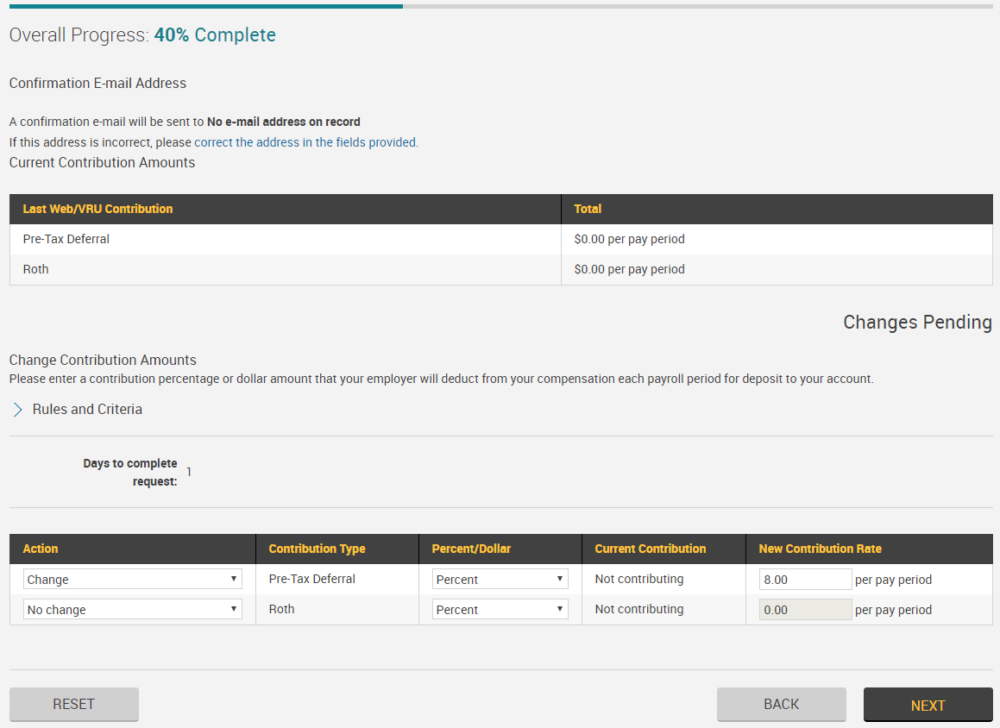 Overall Progress: 40% Complete
Confirmation E-mail Address
A confirmation e-mail will be sent to No e-mail address on record
If this address is incorrect, please correct the address in the fields provided.
Current Contribution Amounts
Last Web/VRU Contribution Total
Pre-Tax Deferral $0.00 per pay period
Roth $0.00 per pay period
Changes Pending
Change Contribution Amounts
Please enter a contribution percentage or dollar amount that your employer will deduct from your compensation each payroll period for deposit to your account.
Rules and Criteria
Days to complete
request: 1
Action Contribution Type Percent/Dollar Current Contribution New Contribution Rate
Change Pre-Tax Deferral Percent Not contributing 8.00 per pay period
No change Roth Percent Not contributing 0.00 per pay period
RESET BACK NEXT